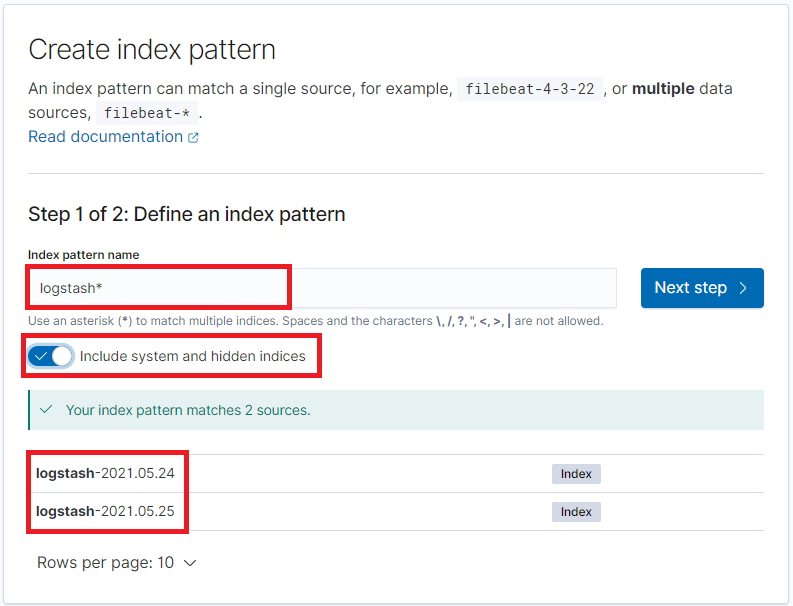 Create index pattern
An index pattern can match a single source, for example, filebeat-4-3-22 , or multiple data
sources, filebeat-* .
Read documentation
Step 1 of 2: Define an index pattern
Index pattern name
logstash*
Next step
Use an asterisk (*) to match multiple indices. Spaces and the characters \, /, ?, ", <, >, | are not allowed.
Include system and hidden indices
Your index pattern matches 2 sources.
logstash-2021.05.24 Index
logstash-2021.05.25 Index
Rows per page: 10